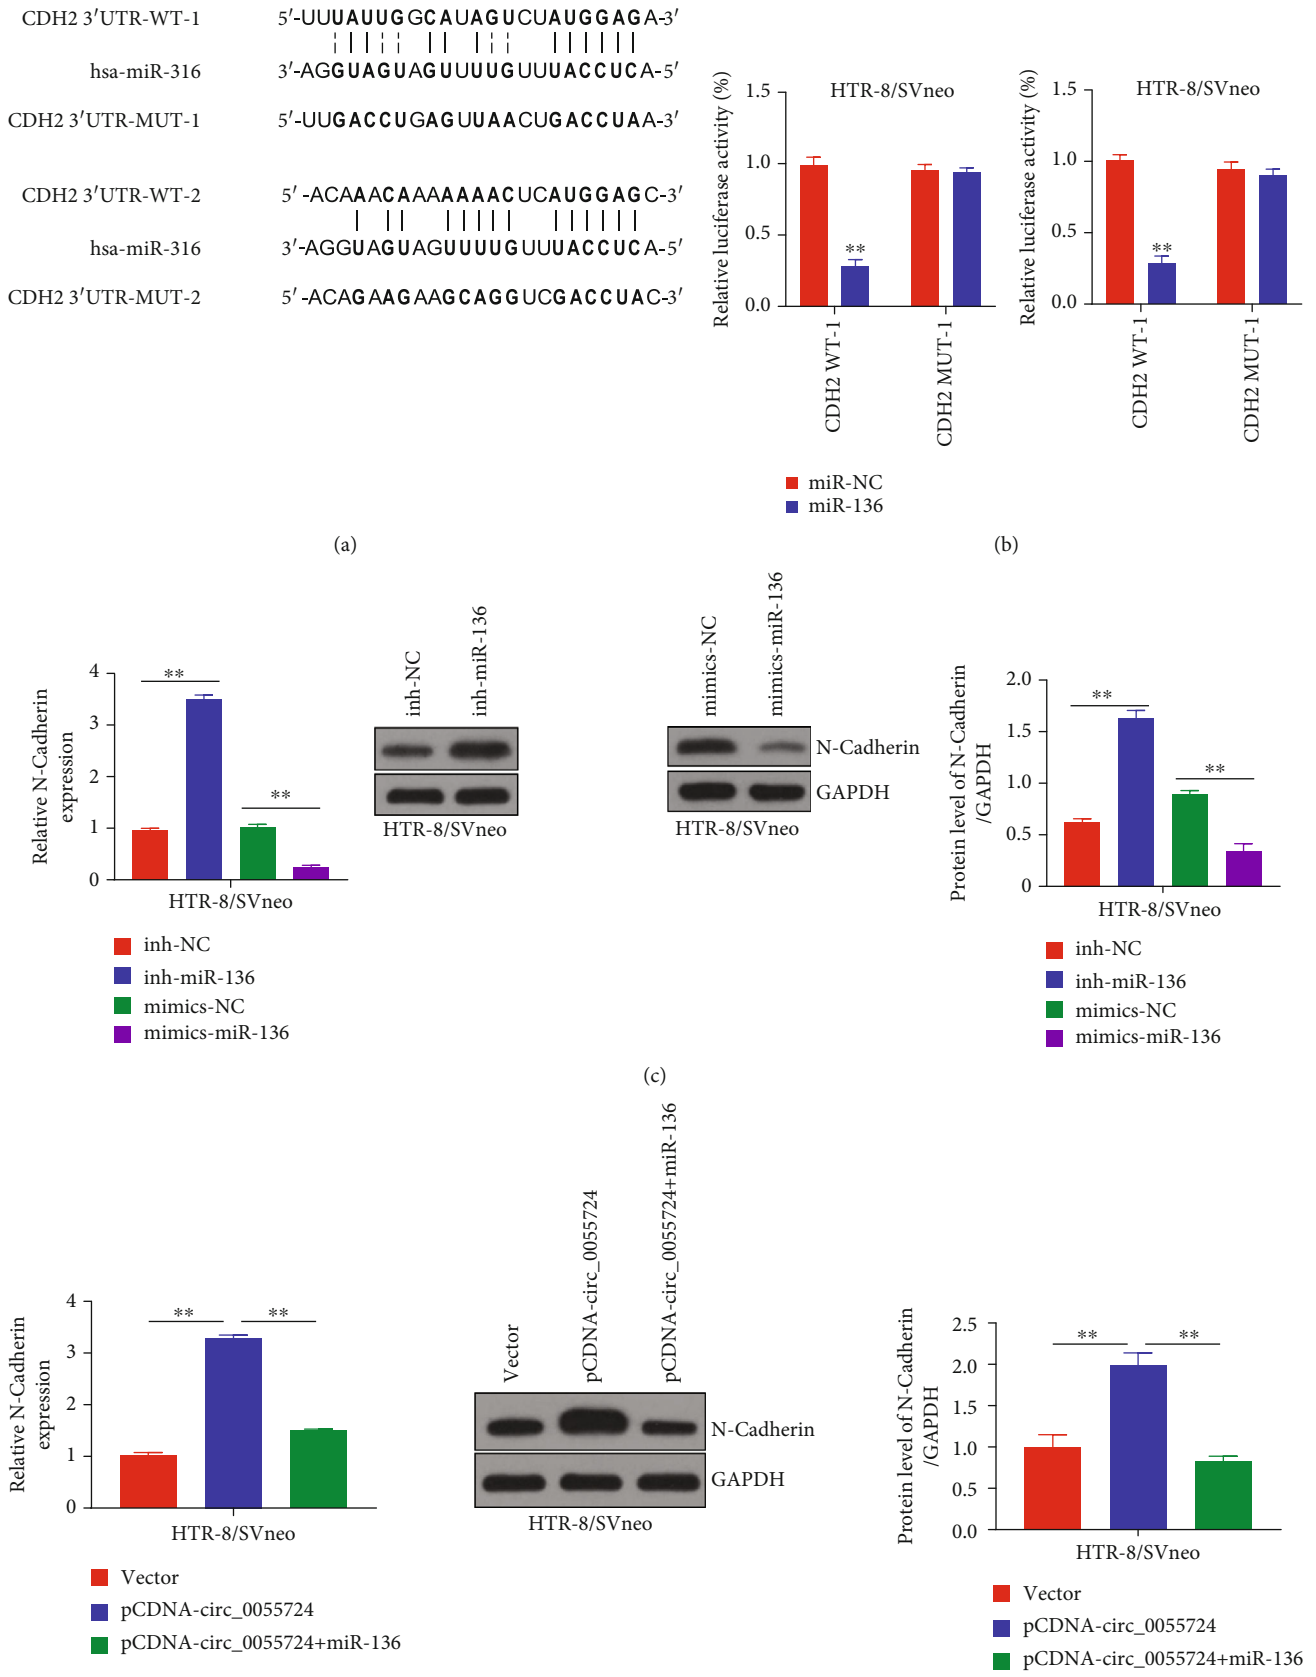 CDH2 3′UTR-WT-1 5′-UUUAUUGGCAUAGUCUAUGGAGA-3′
hsa-miR-316 3′-AGGUAGUAGUUUUGUUUACCUCA-5′
CDH2 3′UTR-MUT-1 5′-UUGACCUGAGUUAACUGACCUAA-3′
CDH2 3′UTR-WT-2 5′-ACAAACAAAAAAACUCAUGGAGC-3′
hsa-miR-316 3′-AGGUAGUAGUUUUGUUUACCUCA-5′
CDH2 3′UTR-MUT-2 5′-ACAGAAGAAGCAGGUCGACCUAC-3′
(a)
Relative luciferase activity (%)
1.5
1.0
0.5
0.0
HTR-8/SVneo
**
CDH2 WT-1
CDH2 MUT-1
Relative luciferase activity (%)
1.5
1.0
0.5
0.0
HTR-8/SVneo
**
CDH2 WT-1
CDH2 MUT-1
miR-NC
miR-136
(b)
Relative N-Cadherin
expression
4
3
2
1
0
**
**
HTR-8/SVneo
inh-NC
inh-miR-136
mimics-NC
mimics-miR-136
inh-NC
inh-miR-136
HTR-8/SVneo
mimics-NC
mimics-miR-136
N-Cadherin
GAPDH
HTR-8/SVneo
Protein level of N-Cadherin
/GAPDH
2.0
1.5
1.0
0.5
0
**
**
HTR-8/SVneo
inh-NC
inh-miR-136
mimics-NC
mimics-miR-136
(c)
Relative N-Cadherin
expression
4
3
2
1
0
**
**
HTR-8/SVneo
Vector
pCDNA-circ_0055724
pCDNA-circ_0055724+miR-136
Vector
pCDNA-circ_0055724
pCDNA-circ_0055724+miR-136
N-Cadherin
GAPDH
HTR-8/SVneo
Protein level of N-Cadherin
/GAPDH
2.5
2.0
1.5
1.0
0.5
0.0
**
**
HTR-8/SVneo
Vector
pCDNA-circ_0055724
pCDNA-circ_0055724+miR-136